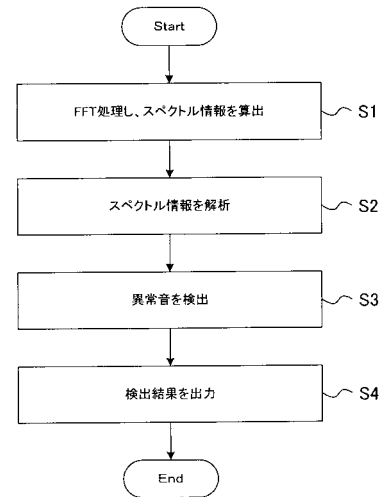 Start
FFT処理し、スペクトル情報を算出
S1
スペクトル情報を解析
S2
異常音を検出
S3
検出結果を出力
S4
End